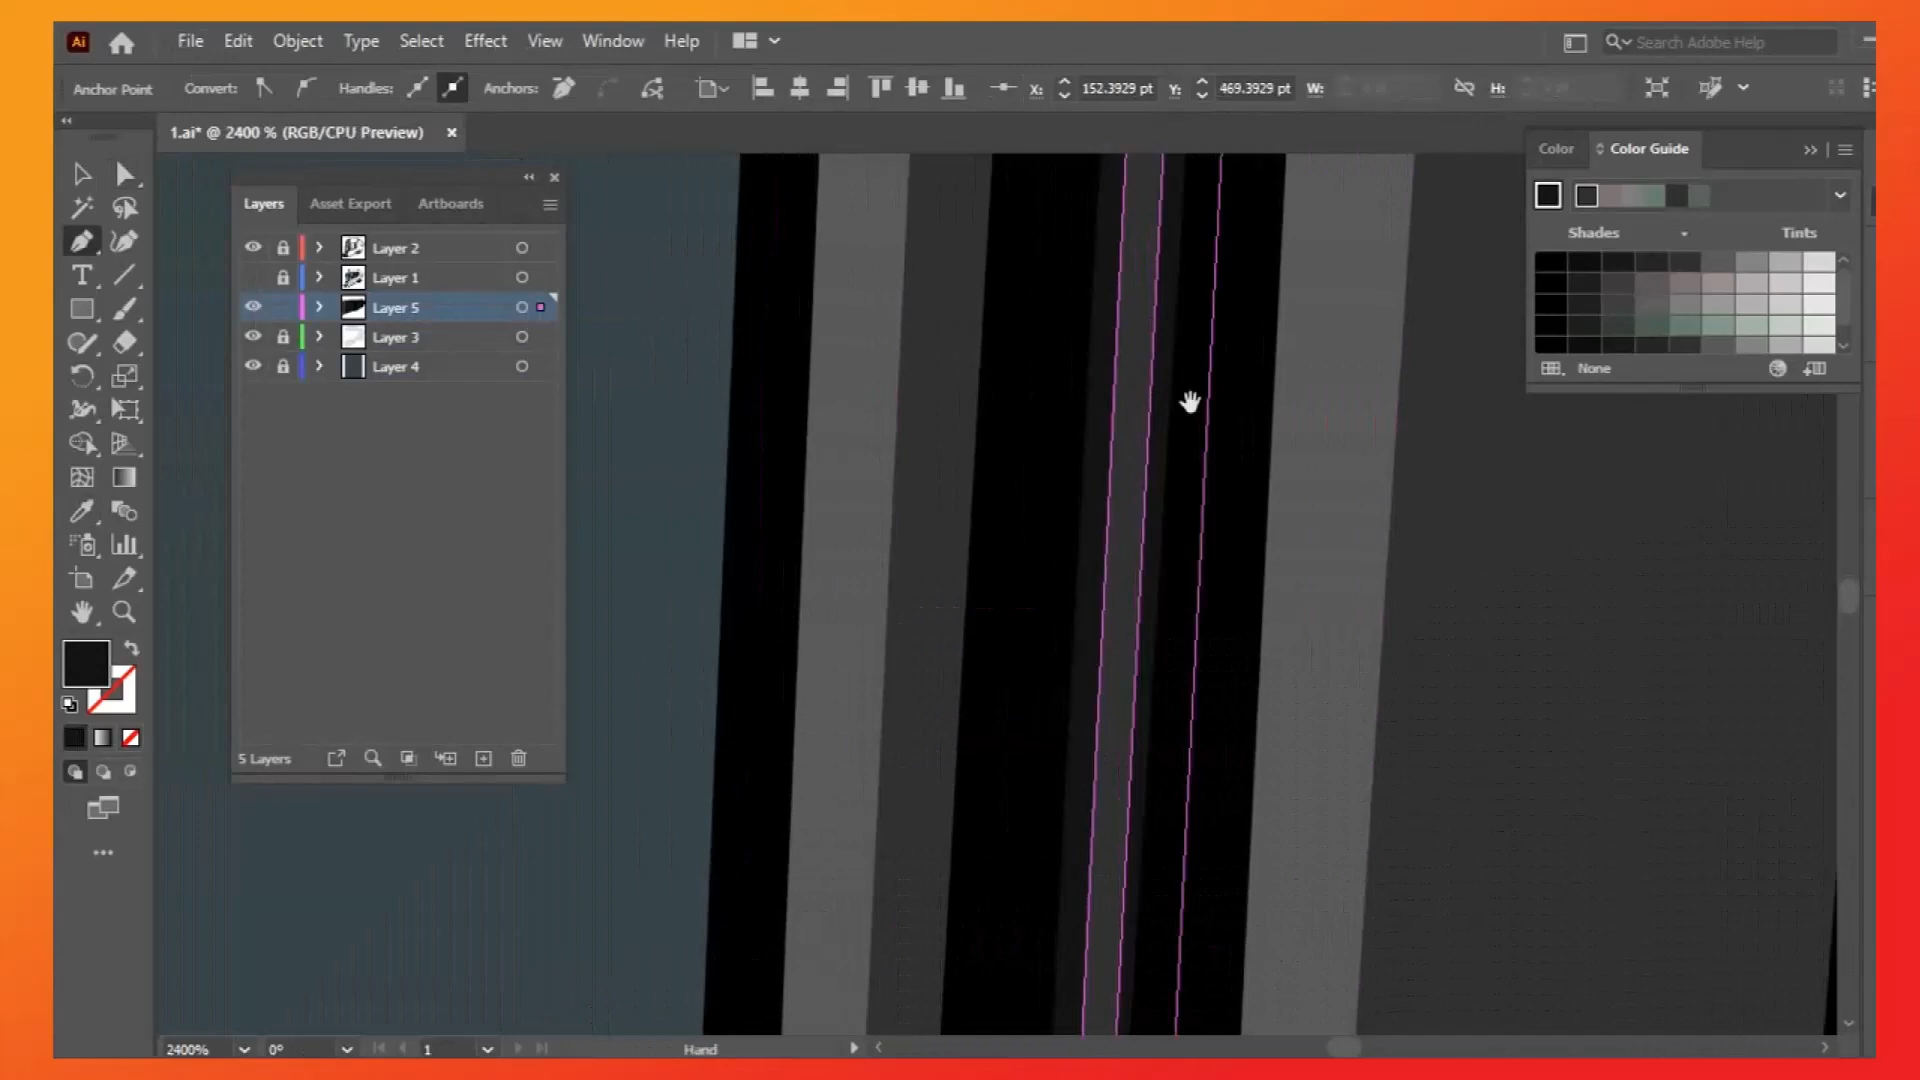 Ai File Edit Object Type Select Effect View Window Help Search Adobe Help
Anchor Point Convert: Handles: Anchors: X: 152.3929 pt Y: 469.3929 pt W: H:
1.ai* @ 2400 % (RGB/CPU Preview)
Color Color Guide
Layers Asset Export Artboards
Shades Tints
Layer 2
Layer 1
Layer 5
Layer 3
Layer 4
None
5 Layers
2400% 0° 1 Hand